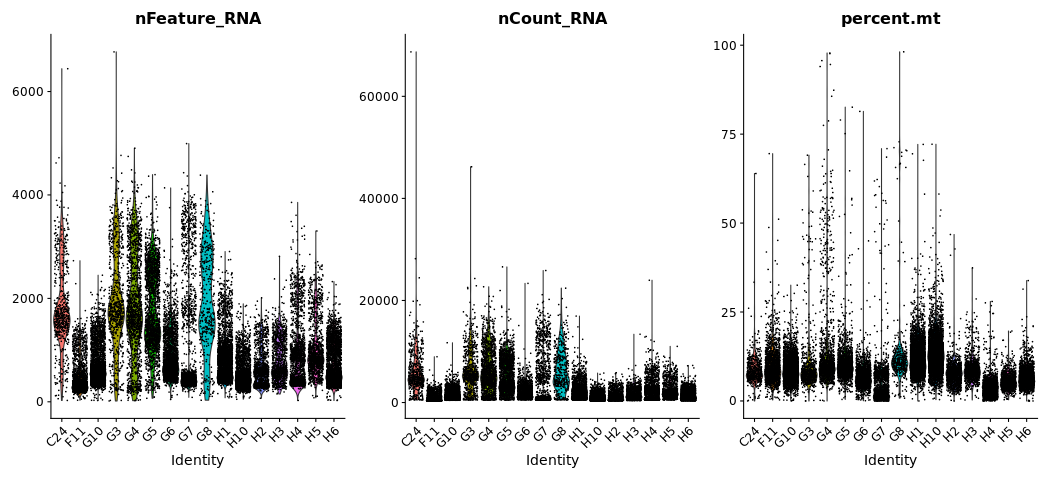 nFeature_RNA
6000
4000
2000
0
C24 F11 G10 G3 G4 G5 G6 G7 G8 H1 H10 H2 H3 H4 H5 H6
Identity
nCount_RNA
60000
40000
20000
0
C24 F11 G10 G3 G4 G5 G6 G7 G8 H1 H10 H2 H3 H4 H5 H6
Identity
percent.mt
100
75
50
25
0
C24 F11 G10 G3 G4 G5 G6 G7 G8 H1 H10 H2 H3 H4 H5 H6
Identity